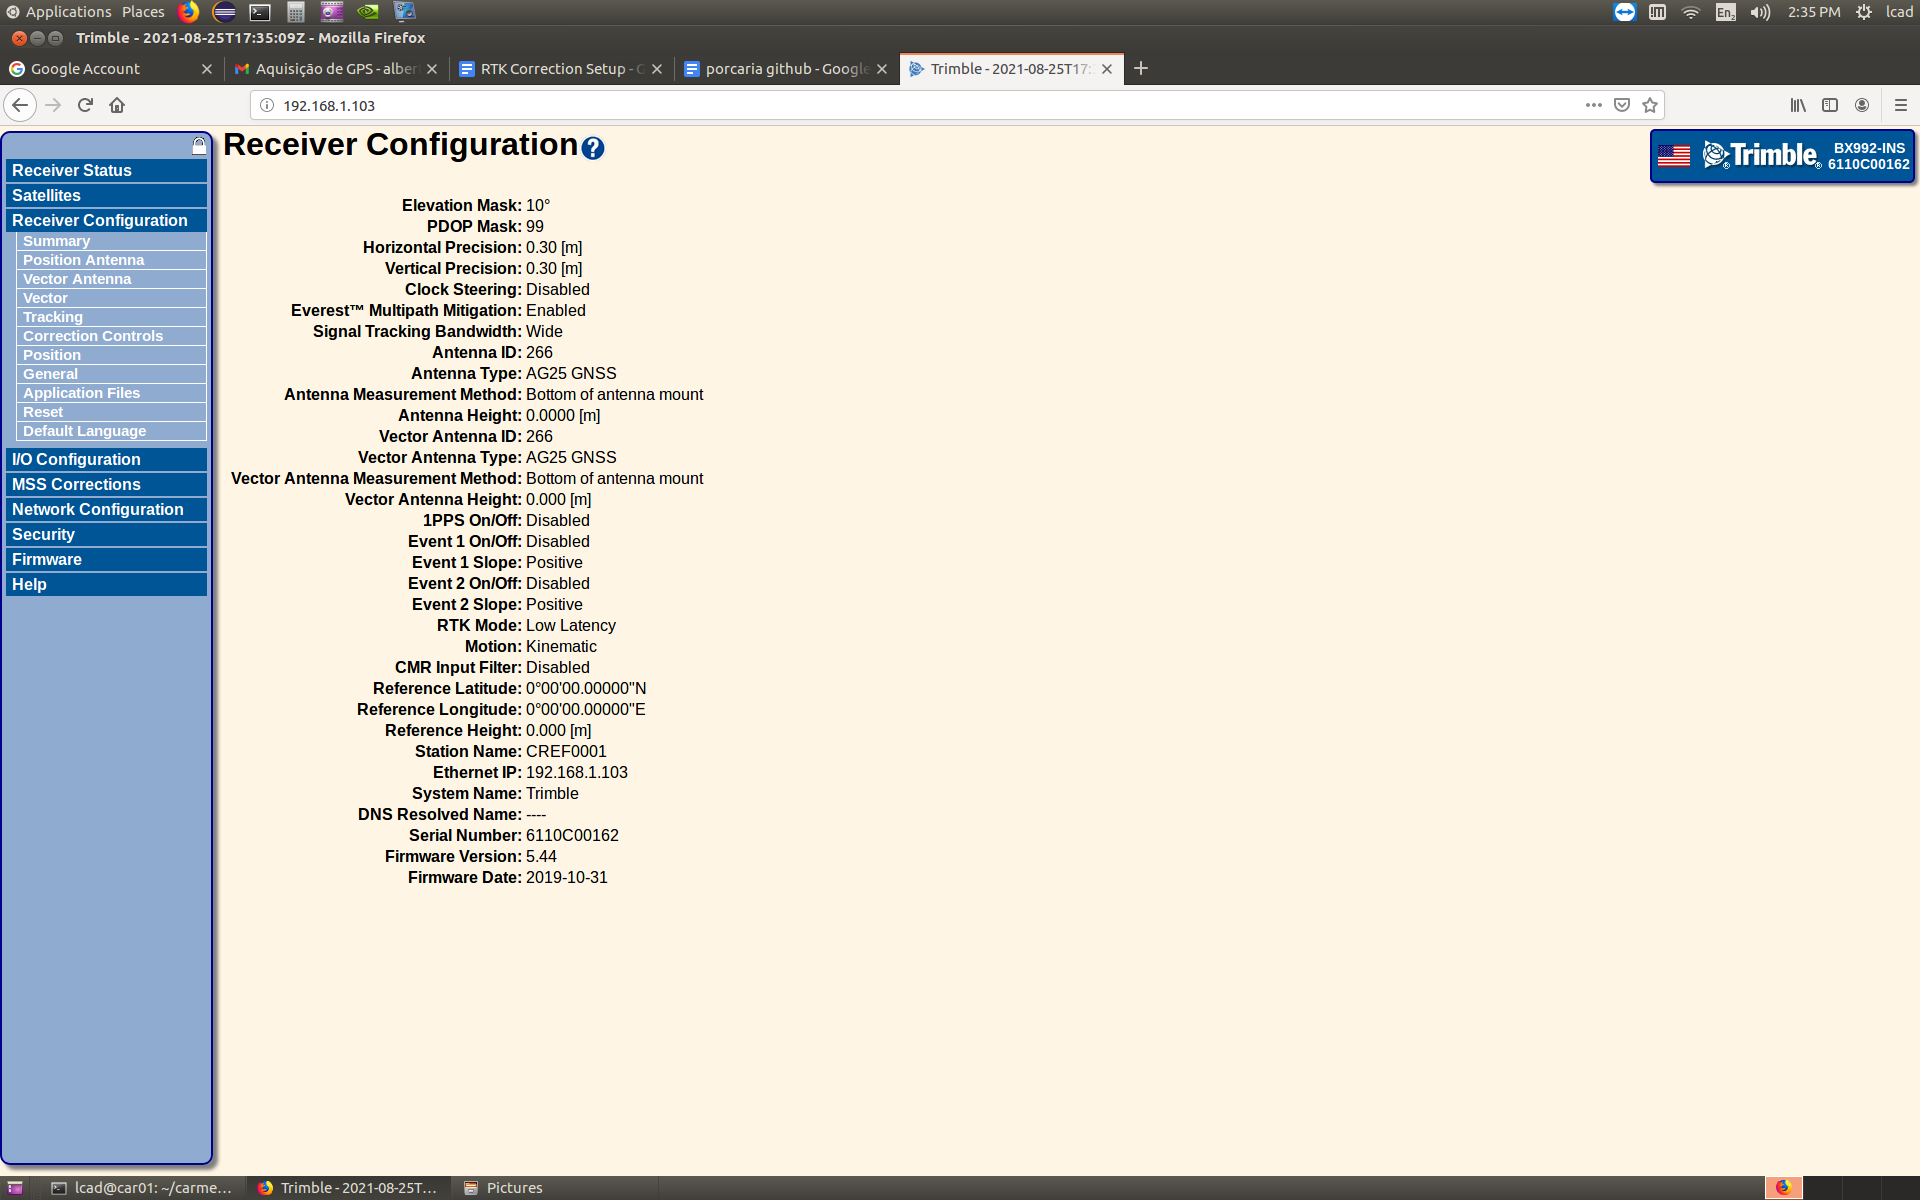 Applications Places
En2 2:35 PM lcad
Trimble - 2021-08-25T17:35:09Z - Mozilla Firefox
Google Account
Aquisição de GPS - alber
RTK Correction Setup - G
porcaria github - Google
Trimble - 2021-08-25T17:
192.168.1.103
Receiver Configuration
Trimble
BX992-INS
6110C00162
Receiver Status
Satellites
Receiver Configuration
Summary
Position Antenna
Vector Antenna
Vector
Tracking
Correction Controls
Position
General
Application Files
Reset
Default Language
I/O Configuration
MSS Corrections
Network Configuration
Security
Firmware
Help
Elevation Mask: 10°
PDOP Mask: 99
Horizontal Precision: 0.30 [m]
Vertical Precision: 0.30 [m]
Clock Steering: Disabled
Everest™ Multipath Mitigation: Enabled
Signal Tracking Bandwidth: Wide
Antenna ID: 266
Antenna Type: AG25 GNSS
Antenna Measurement Method: Bottom of antenna mount
Antenna Height: 0.0000 [m]
Vector Antenna ID: 266
Vector Antenna Type: AG25 GNSS
Vector Antenna Measurement Method: Bottom of antenna mount
Vector Antenna Height: 0.000 [m]
1PPS On/Off: Disabled
Event 1 On/Off: Disabled
Event 1 Slope: Positive
Event 2 On/Off: Disabled
Event 2 Slope: Positive
RTK Mode: Low Latency
Motion: Kinematic
CMR Input Filter: Disabled
Reference Latitude: 0°00'00.00000"N
Reference Longitude: 0°00'00.00000"E
Reference Height: 0.000 [m]
Station Name: CREF0001
Ethernet IP: 192.168.1.103
System Name: Trimble
DNS Resolved Name: ----
Serial Number: 6110C00162
Firmware Version: 5.44
Firmware Date: 2019-10-31
lcad@car01: ~/carme...
Trimble - 2021-08-25T...
Pictures